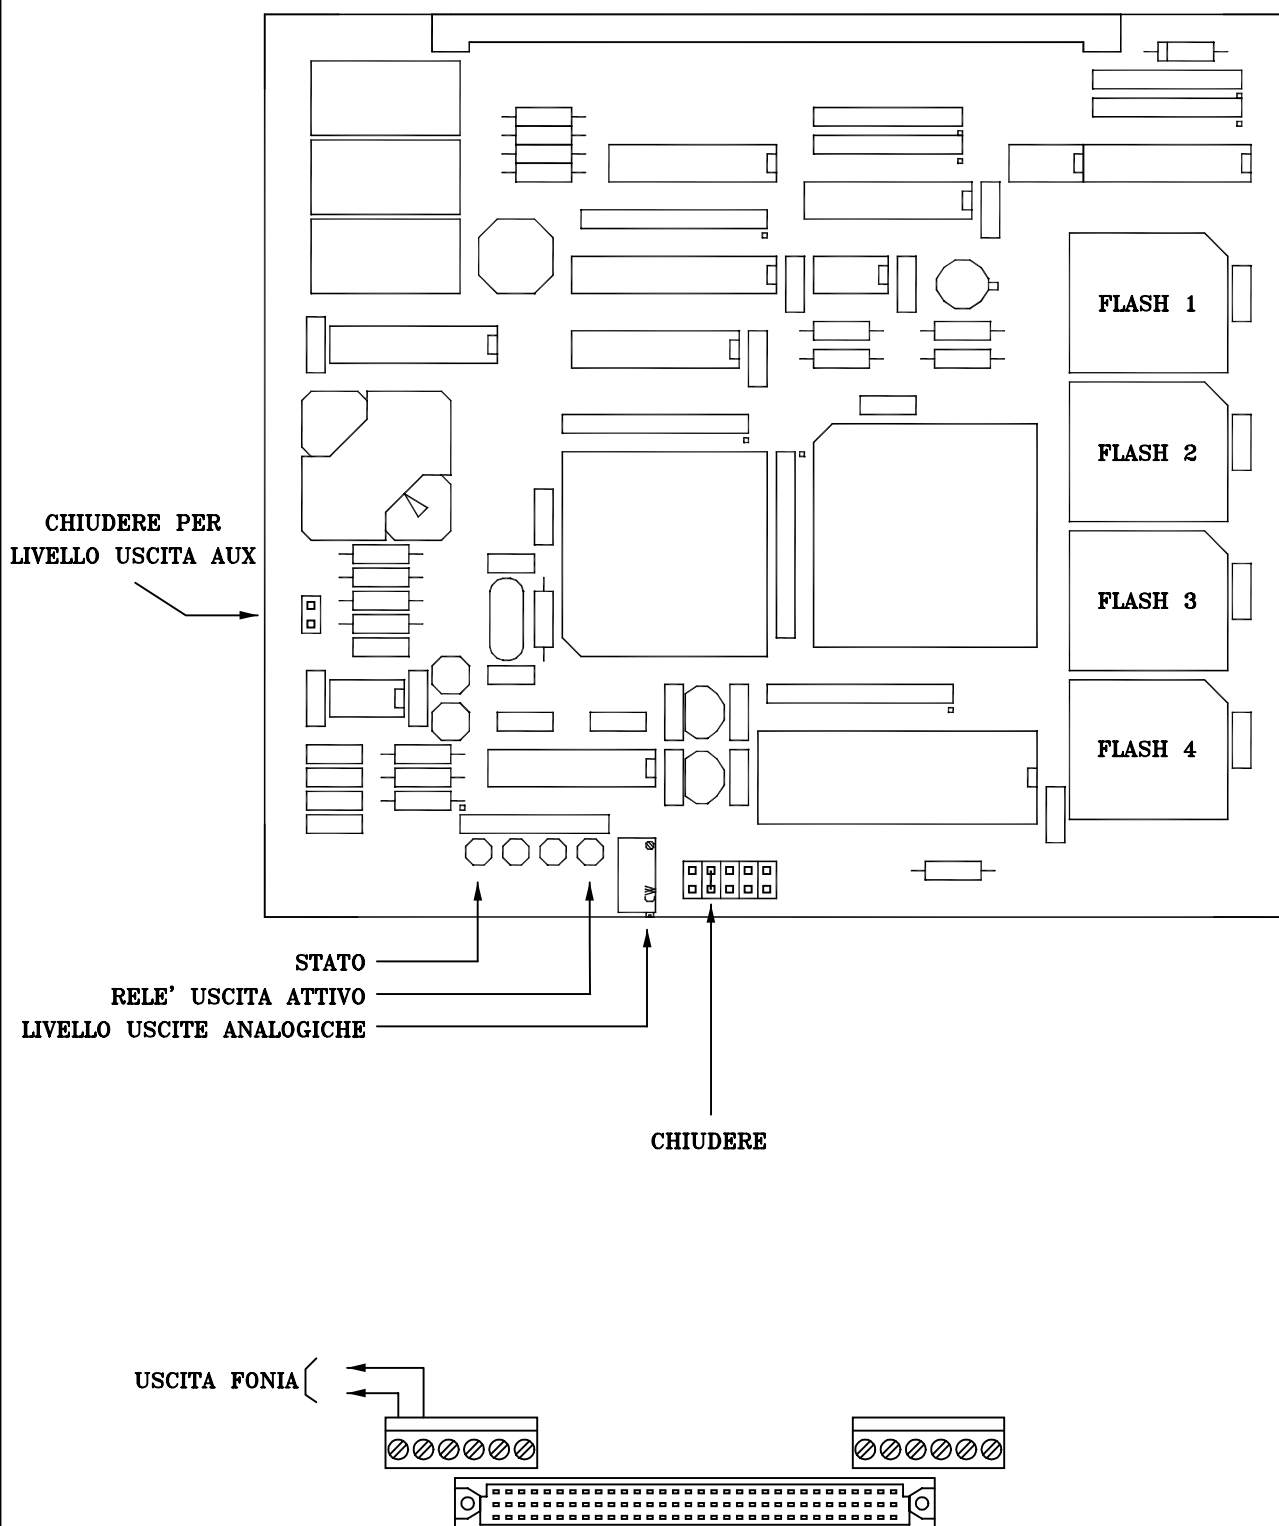 FLASH 1
FLASH 2
CHIUDERE PER
LIVELLO USCITA AUX
FLASH 3
FLASH 4
CW
STATO
RELE' USCITA ATTIVO
LIVELLO USCITE ANALOGICHE
CHIUDERE
USCITA FONIA